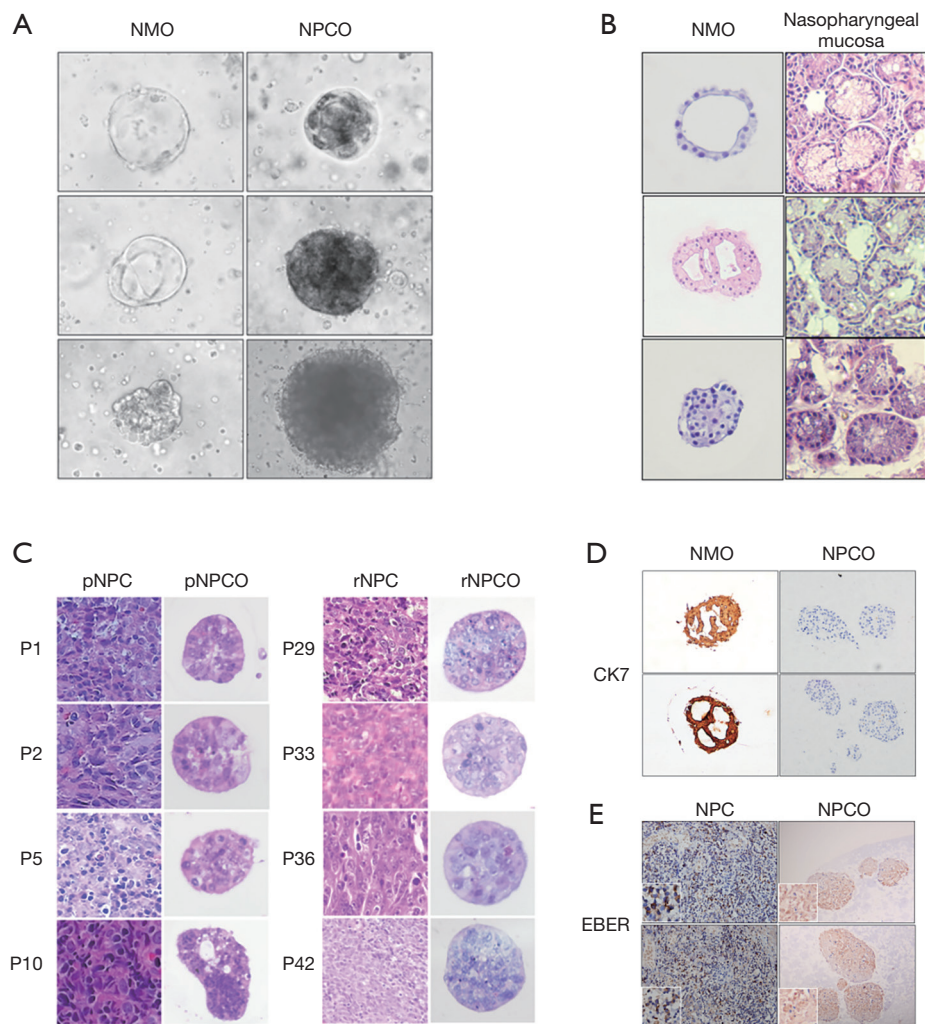 A
NMO NPCO
B
NMO Nasopharyngeal
mucosa
C
pNPC pNPCO rNPC rNPCO
P1 P29
P2 P33
P5 P36
P10 P42
D
NMO NPCO
CK7
E
NPC NPCO
EBER